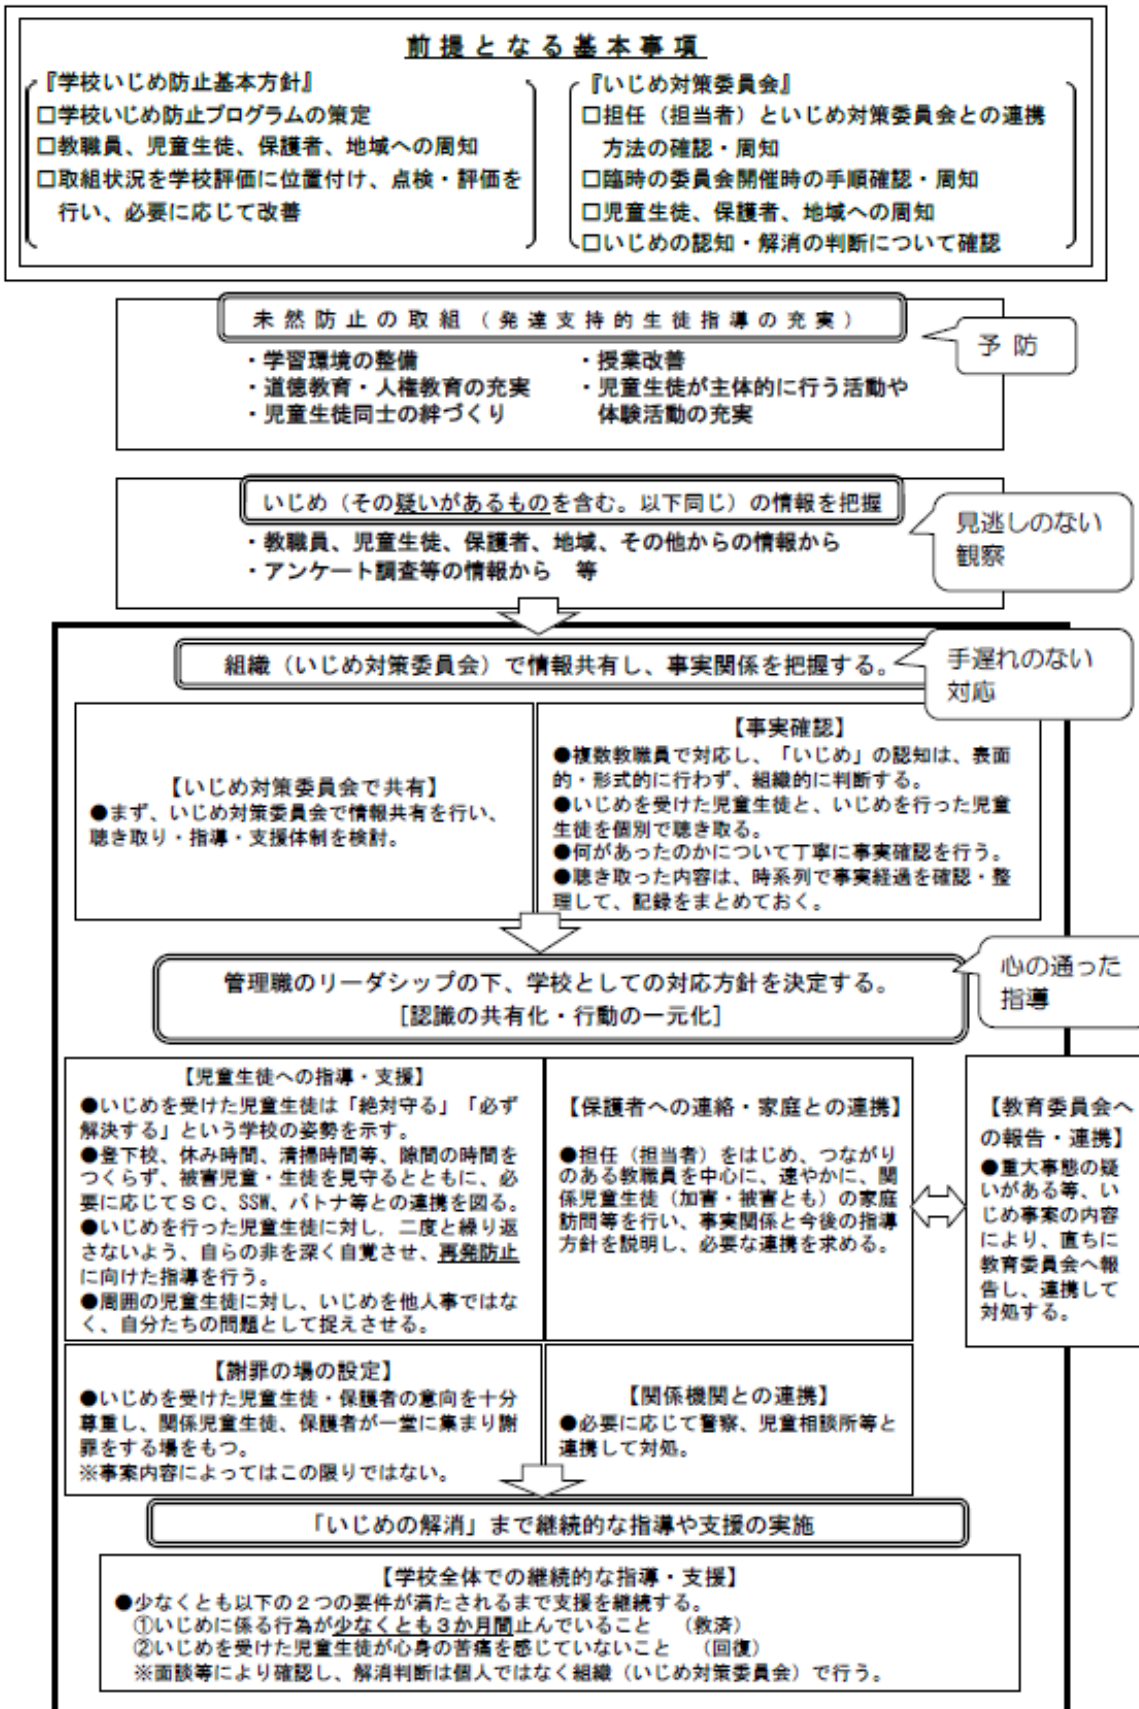 前提となる基本事項
『学校いじめ防止基本方針』
□学校いじめ防止プログラムの策定
□教職員、児童生徒、保護者、地域への周知
□取組状況を学校評価に位置付け、点検・評価を
行い、必要に応じて改善
『いじめ対策委員会』
□担任（担当者）といじめ対策委員会との連携
方法の確認・周知
□臨時の委員会開催時の手順確認・周知
□児童生徒、保護者、地域への周知
□いじめの認知・解消の判断について確認
未然防止の取組（発達支持的生徒指導の充実）
予防
・学習環境の整備
・道徳教育・人権教育の充実
・児童生徒同士の絆づくり
・授業改善
・児童生徒が主体的に行う活動や
体験活動の充実
いじめ（その疑いがあるものを含む。以下同じ）の情報を把握
見逃しのない
観察
・教職員、児童生徒、保護者、地域、その他からの情報から
・アンケート調査等の情報から　等
組織（いじめ対策委員会）で情報共有し、事実関係を把握する。
手遅れのない
対応
【いじめ対策委員会で共有】
●まず、いじめ対策委員会で情報共有を行い、
聴き取り・指導・支援体制を検討。
【事実確認】
●複数教職員で対応し、「いじめ」の認知は、表面
的・形式的に行わず、組織的に判断する。
●いじめを受けた児童生徒と、いじめを行った児童
生徒を個別で聴き取る。
●何があったのかについて丁寧に事実確認を行う。
●聴き取った内容は、時系列で事実経過を確認・整
理して、記録をまとめておく。
管理職のリーダシップの下、学校としての対応方針を決定する。
［認識の共有化・行動の一元化］
心の通った
指導
【児童生徒への指導・支援】
●いじめを受けた児童生徒は「絶対守る」「必ず
解決する」という学校の姿勢を示す。
●登下校、休み時間、清掃時間等、隙間の時間を
つくらず、被害児童・生徒を見守るとともに、必
要に応じてＳＣ、SSW、パトナ等との連携を図る。
●いじめを行った児童生徒に対し、二度と繰り返
さないよう、自らの非を深く自覚させ、再発防止
に向けた指導を行う。
●周囲の児童生徒に対し、いじめを他人事ではな
く、自分たちの問題として捉えさせる。
【保護者への連絡・家庭との連携】
●担任（担当者）をはじめ、つながり
のある教職員を中心に、速やかに、関
係児童生徒（加害・被害とも）の家庭
訪問等を行い、事実関係と今後の指導
方針を説明し、必要な連携を求める。
【教育委員会へ
の報告・連携】
●重大事態の疑
いがある等、い
じめ事案の内容
により、直ちに
教育委員会へ報
告し、連携して
対処する。
【謝罪の場の設定】
●いじめを受けた児童生徒・保護者の意向を十分
尊重し、関係児童生徒、保護者が一堂に集まり謝
罪をする場をもつ。
※事案内容によってはこの限りではない。
【関係機関との連携】
●必要に応じて警察、児童相談所等と
連携して対処。
「いじめの解消」まで継続的な指導や支援の実施
【学校全体での継続的な指導・支援】
●少なくとも以下の２つの要件が満たされるまで支援を継続する。
①いじめに係る行為が少なくとも３か月間止んでいること　（救済）
②いじめを受けた児童生徒が心身の苦痛を感じていないこと　（回復）
※面談等により確認し、解消判断は個人ではなく組織（いじめ対策委員会）で行う。